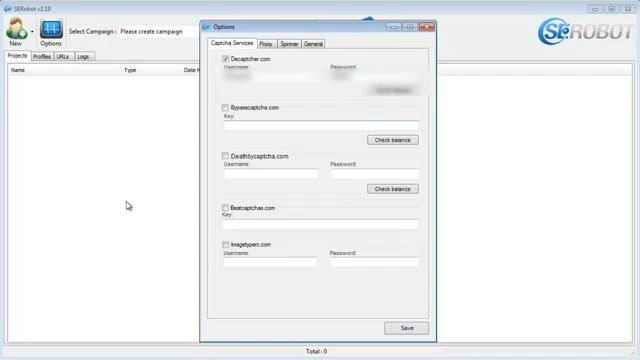 SERobot v2.10
New
Options
Select Campaign:
Please create campaign
SEROBOT
Projects
Profiles
URLs
Logs
Name
Type
Date M
Options
Captcha Services
Proxy
Spinner
General
Decaptcher.com
Username:
Password:
Bypasscaptcha.com
Key:
Check balance
Deathbycaptcha.com
Username:
Password:
Check balance
Beatcaptchas.com
Key:
Imagetyperz.com
Username:
Password:
Save
Total : 0